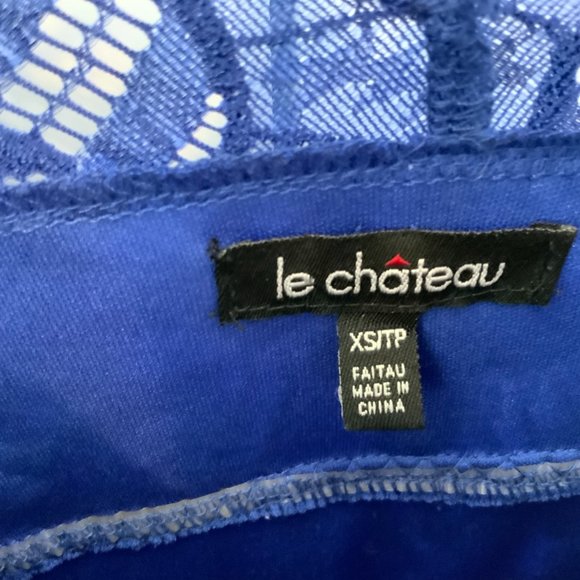 le château
XS/TP
FAIT AU
MADE IN
CHINA